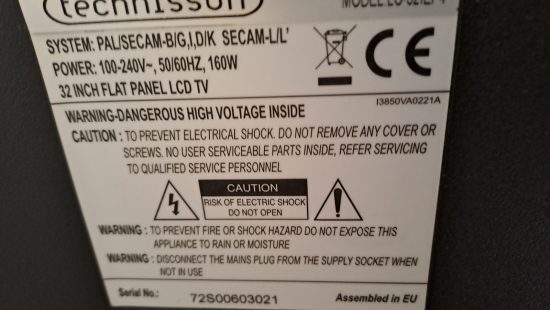 technisson
SYSTEM: PAL/SECAM-B/G,I,D/K SECAM-L/L'
POWER: 100-240V~, 50/60HZ, 160W
32 INCH FLAT PANEL LCD TV
CE
I3850VA0221A
WARNING-DANGEROUS HIGH VOLTAGE INSIDE
CAUTION : TO PREVENT ELECTRICAL SHOCK. DO NOT REMOVE ANY COVER OR
SCREWS. NO USER SERVICEABLE PARTS INSIDE, REFER SERVICING
TO QUALIFIED SERVICE PERSONNEL
CAUTION
RISK OF ELECTRIC SHOCK
DO NOT OPEN
WARNING : TO PREVENT FIRE OR SHOCK HAZARD DO NOT EXPOSE THIS
APPLIANCE TO RAIN OR MOISTURE
WARNING : DISCONNECT THE MAINS PLUG FROM THE SUPPLY SOCKET WHEN
NOT IN USE
Serial No.: 72S00603021 Assembled in EU